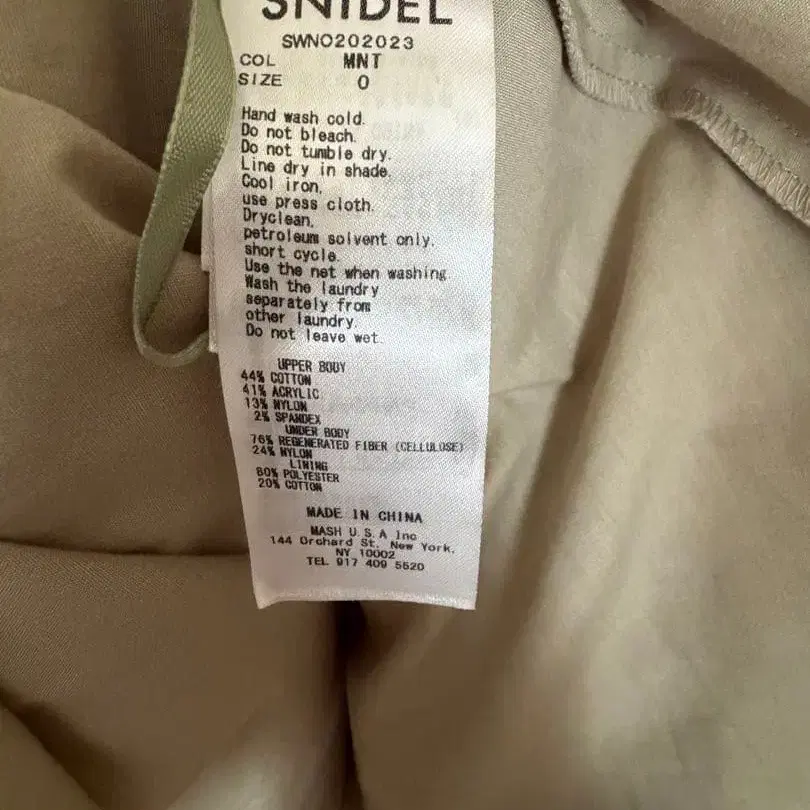 SNIDEL
SWNO202023
COL MNT
SIZE 0
Hand wash cold.
Do not bleach.
Do not tumble dry.
Line dry in shade.
Cool iron,
use press cloth.
Dryclean,
petroleum solvent only.
short cycle.
Use the net when washing
Wash the laundry
separately from
other laundry.
Do not leave wet.
UPPER BODY
44% COTTON
41% ACRYLIC
13% NYLON
2% SPANDEX
UNDER BODY
76% REGENERATED FIBER (CELLULOSE)
24% NYLON
LINING
80% POLYESTER
20% COTTON
MADE IN CHINA
MASH U.S.A Inc
144 Orchard St. New York.
NY 10002
TEL 917 409 5520